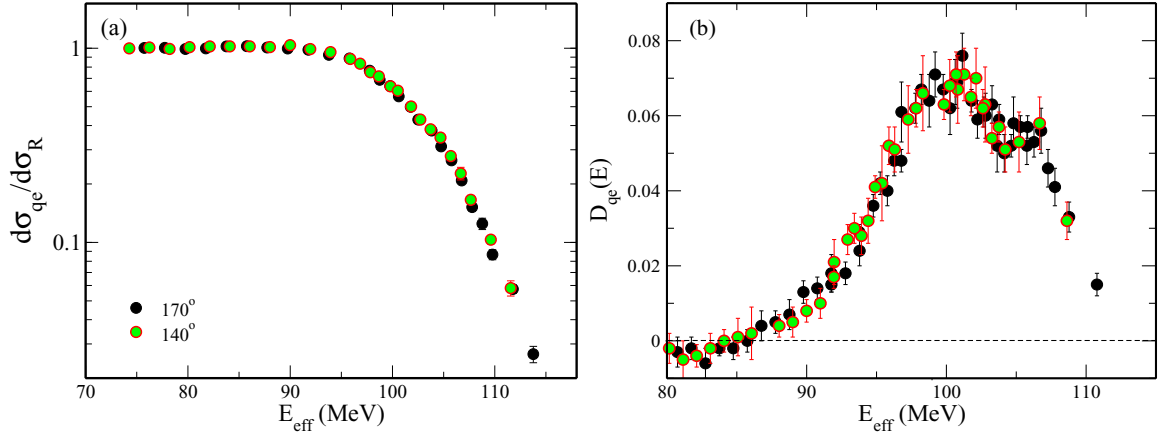 (a)
1
0.1
dσqe/dσR
170°
140°
70 80 90 100 110
Eeff (MeV)
(b)
0.08
0.06
0.04
0.02
0
Dqe(E)
80 90 100 110
Eeff (MeV)